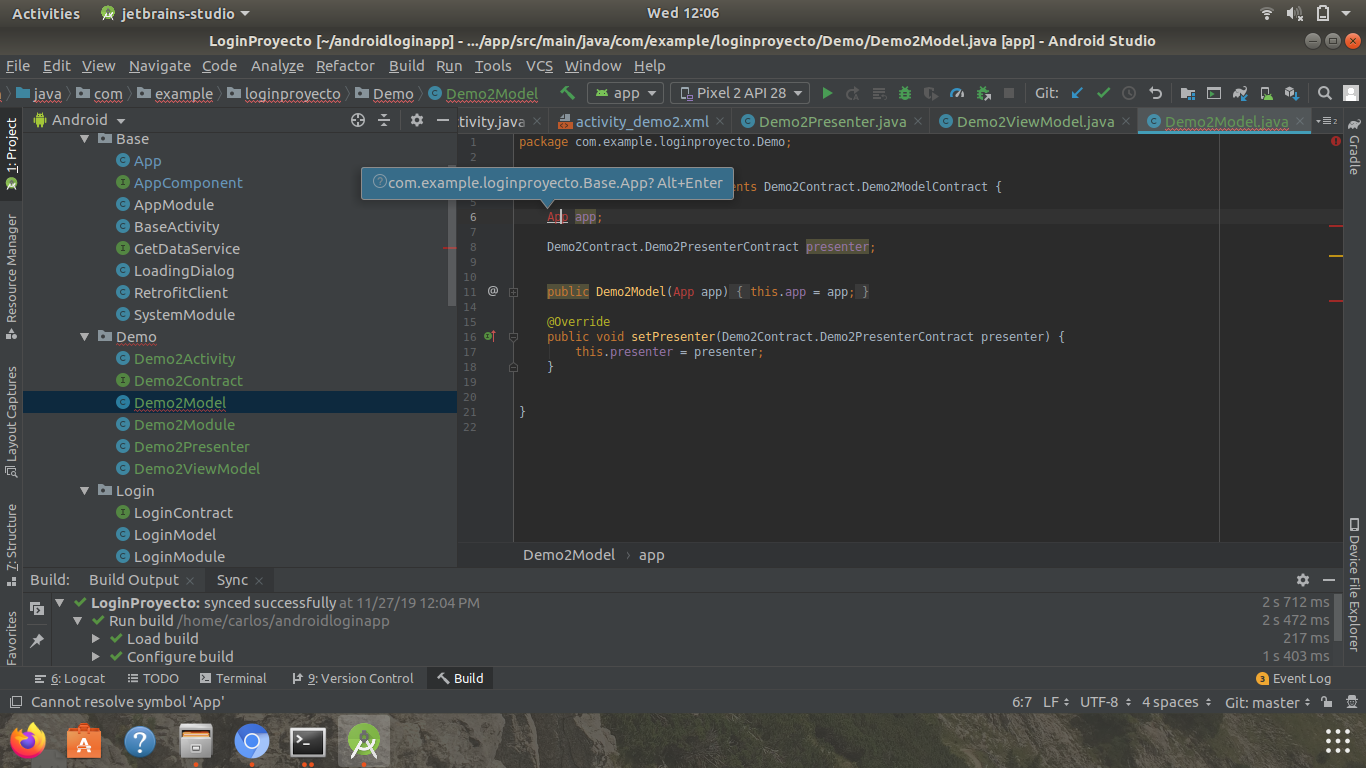 Activities jetbrains-studio Wed 12:06
LoginProyecto [~/androidloginapp] - .../app/src/main/java/com/example/loginproyecto/Demo/Demo2Model.java [app] - Android Studio
File Edit View Navigate Code Analyze Refactor Build Run Tools VCS Window Help
java com example loginproyecto Demo Demo2Model app Pixel 2 API 28 Git:
1: Project
Resource Manager
Layout Captures
7: Structure
Favorites
Android
Base
App
AppComponent
AppModule
BaseActivity
GetDataService
LoadingDialog
RetrofitClient
SystemModule
Demo
Demo2Activity
Demo2Contract
Demo2Model
Demo2Module
Demo2Presenter
Demo2ViewModel
Login
LoginContract
LoginModel
LoginModule
tivity.java activity_demo2.xml Demo2Presenter.java Demo2ViewModel.java Demo2Model.java 2
1 package com.example.loginproyecto.Demo;
2
com.example.loginproyecto.Base.App? Alt+Enter
ents Demo2Contract.Demo2ModelContract {
5
6 App app;
7
8 Demo2Contract.Demo2PresenterContract presenter;
9
10
11 @ public Demo2Model(App app) { this.app = app; }
14
15 @Override
16 public void setPresenter(Demo2Contract.Demo2PresenterContract presenter) {
17 this.presenter = presenter;
18 }
19
20
21 }
22
Demo2Model › app
Gradle
Device File Explorer
Build: Build Output Sync
LoginProyecto: synced successfully at 11/27/19 12:04 PM 2 s 712 ms
Run build /home/carlos/androidloginapp 2 s 472 ms
Load build 217 ms
Configure build 1 s 403 ms
6: Logcat TODO Terminal 9: Version Control Build 3 Event Log
Cannot resolve symbol 'App' 6:7 LF UTF-8 4 spaces Git: master